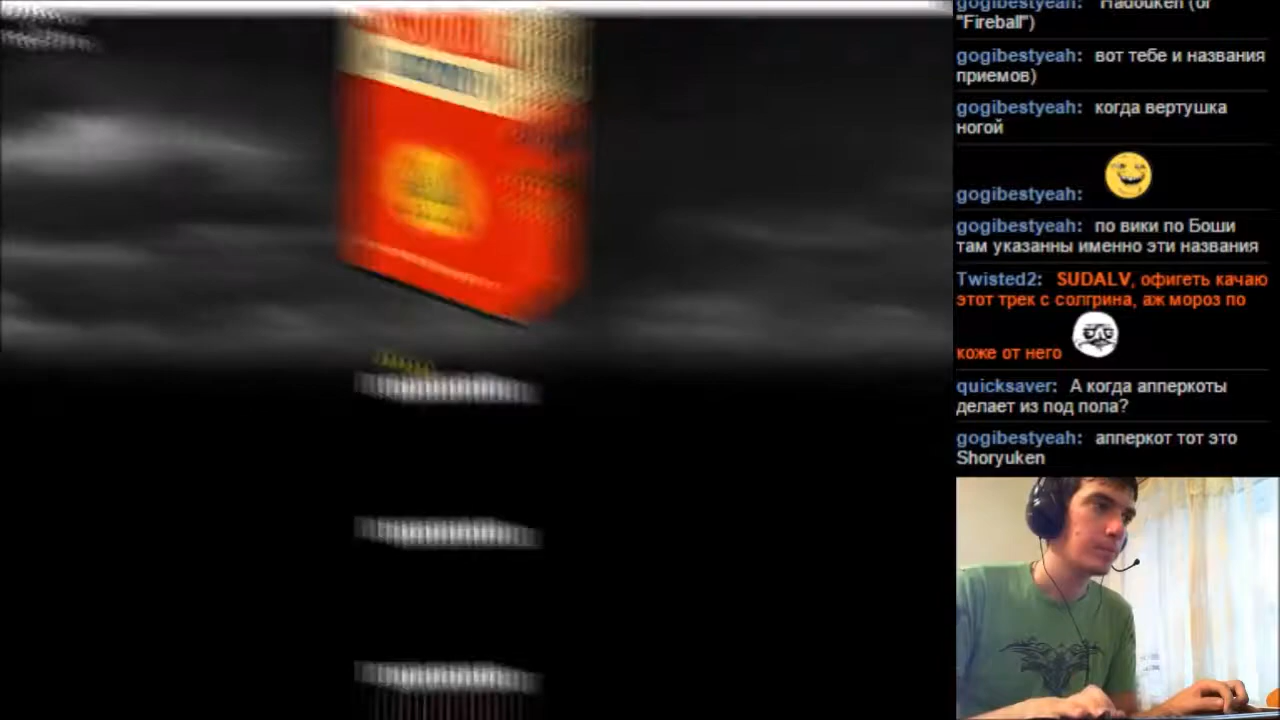 gogibestyeah: Hadouken (or
"Fireball")
gogibestyeah: вот тебе и названия
приемов)
gogibestyeah: когда вертушка
ногой
gogibestyeah:
gogibestyeah: по вики по Боши
там указанны именно эти названия
Twisted2: SUDALV, офигеть качаю
этот трек с солгрина, аж мороз по
коже от него
quicksaver: А когда апперкоты
делает из под пола?
gogibestyeah: апперкот тот это
Shoryuken